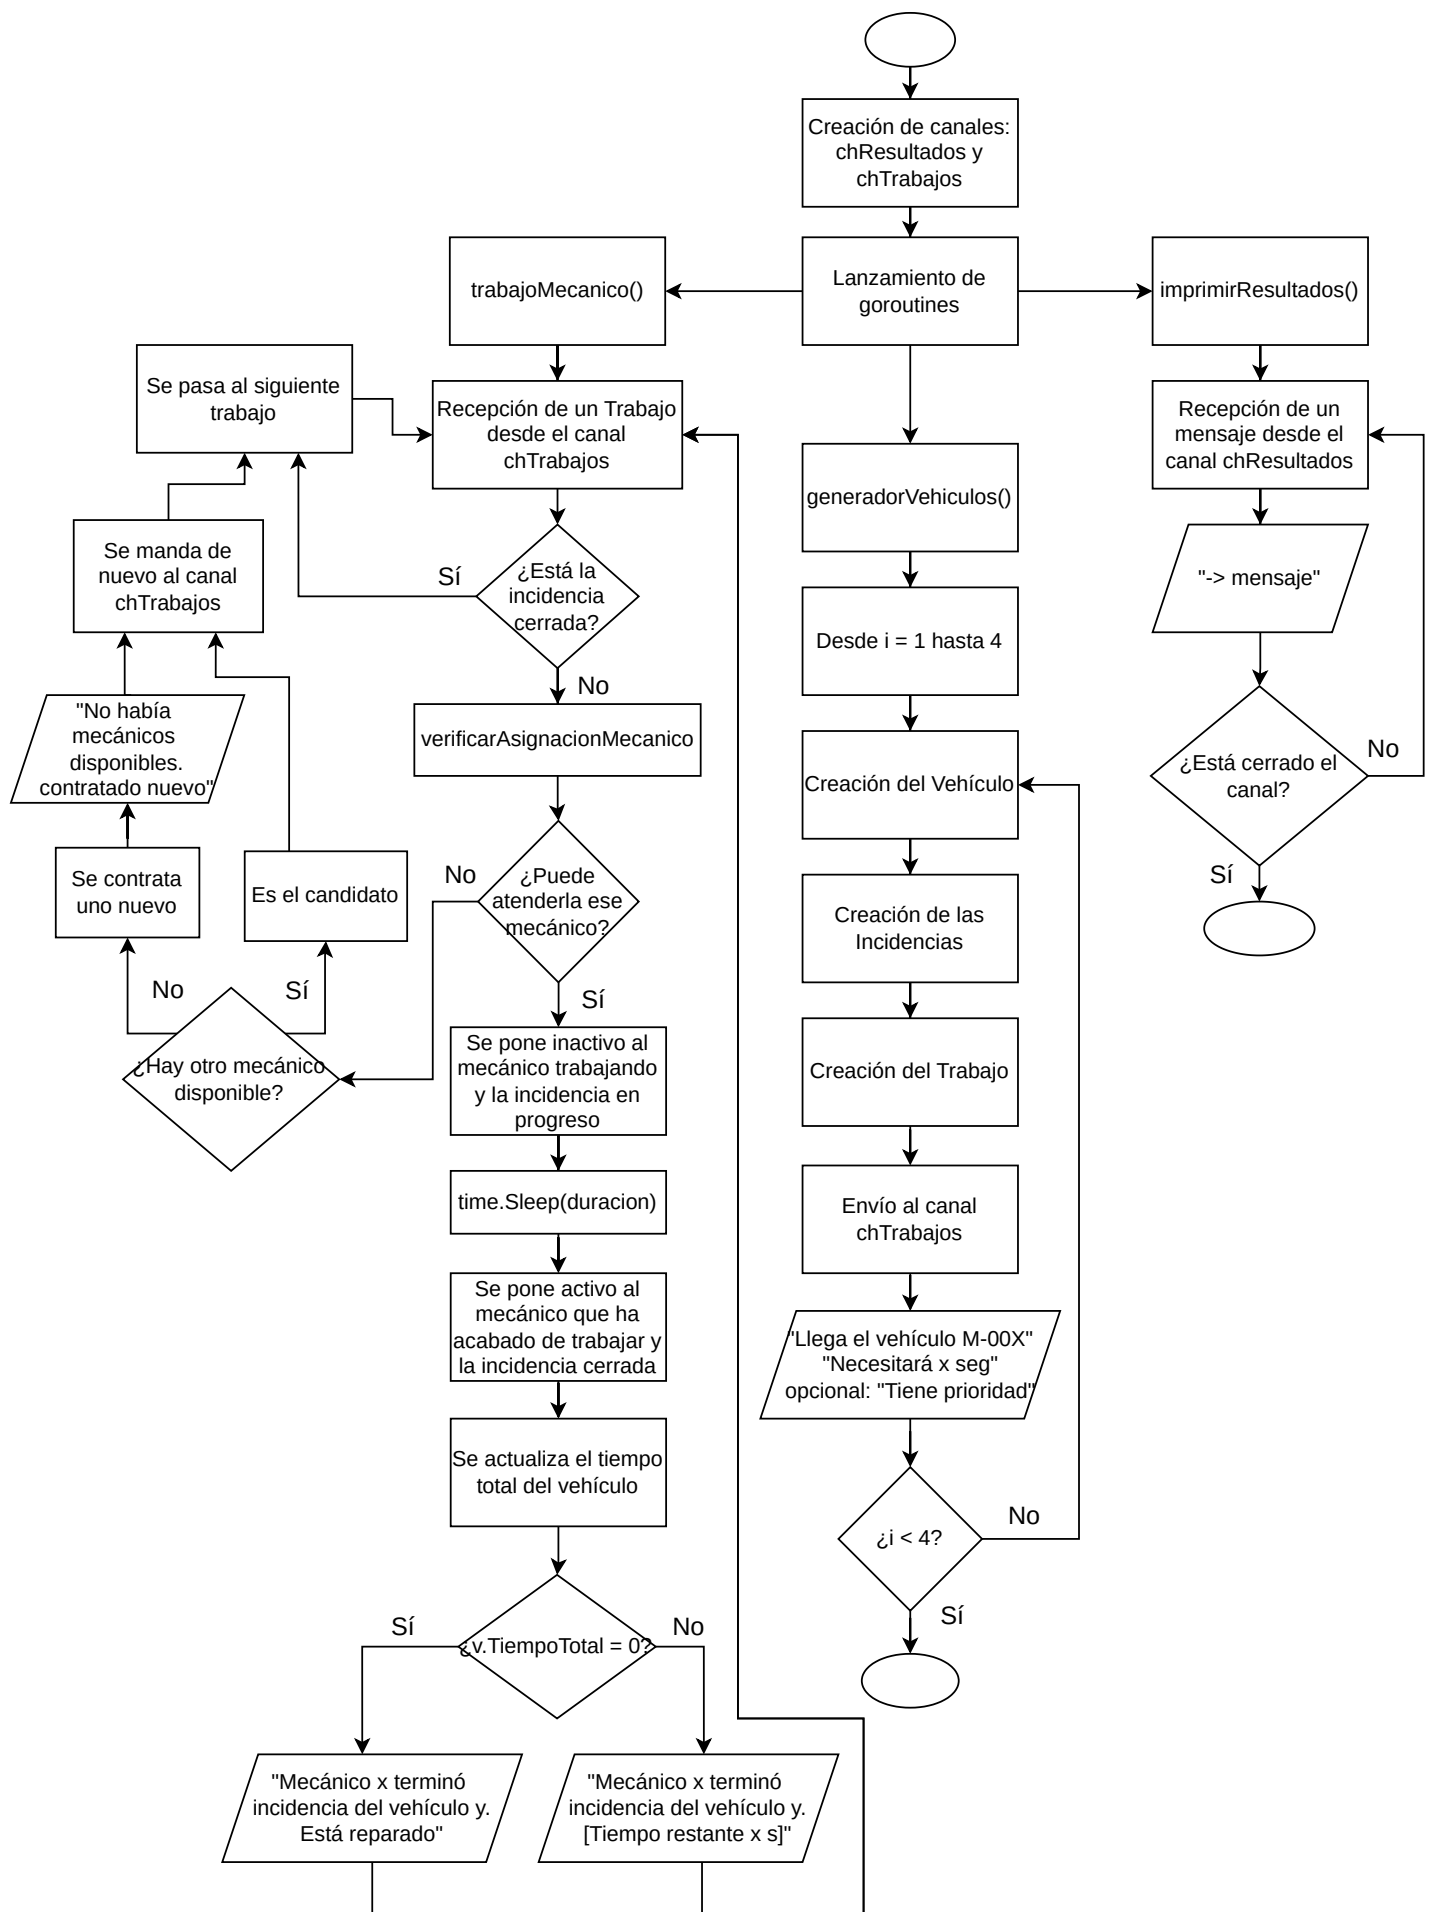 Creación de canales:
chResultados y
chTrabajos
Lanzamiento de
goroutines
trabajoMecanico()
imprimirResultados()
Se pasa al siguiente
trabajo
Recepción de un Trabajo
desde el canal
chTrabajos
Recepción de un
mensaje desde el
canal chResultados
generadorVehiculos()
Se manda de
nuevo al canal
chTrabajos
Sí
¿Está la
incidencia
cerrada?
"-> mensaje"
Desde i = 1 hasta 4
No
"No había
mecánicos
disponibles.
contratado nuevo"
verificarAsignacionMecanico
Creación del Vehículo
¿Está cerrado el
canal?
No
Sí
Se contrata
uno nuevo
Es el candidato
No
¿Puede
atenderla ese
mecánico?
Creación de las
Incidencias
No
Sí
Sí
¿Hay otro mecánico
disponible?
Se pone inactivo al
mecánico trabajando
y la incidencia en
progreso
Creación del Trabajo
time.Sleep(duracion)
Envío al canal
chTrabajos
Se pone activo al
mecánico que ha
acabado de trabajar y
la incidencia cerrada
"Llega el vehículo M-00X"
"Necesitará x seg"
opcional: "Tiene prioridad"
Se actualiza el tiempo
total del vehículo
¿i < 4?
No
Sí
Sí
¿v.TiempoTotal = 0?
No
"Mecánico x terminó
incidencia del vehículo y.
Está reparado"
"Mecánico x terminó
incidencia del vehículo y.
[Tiempo restante x s]"